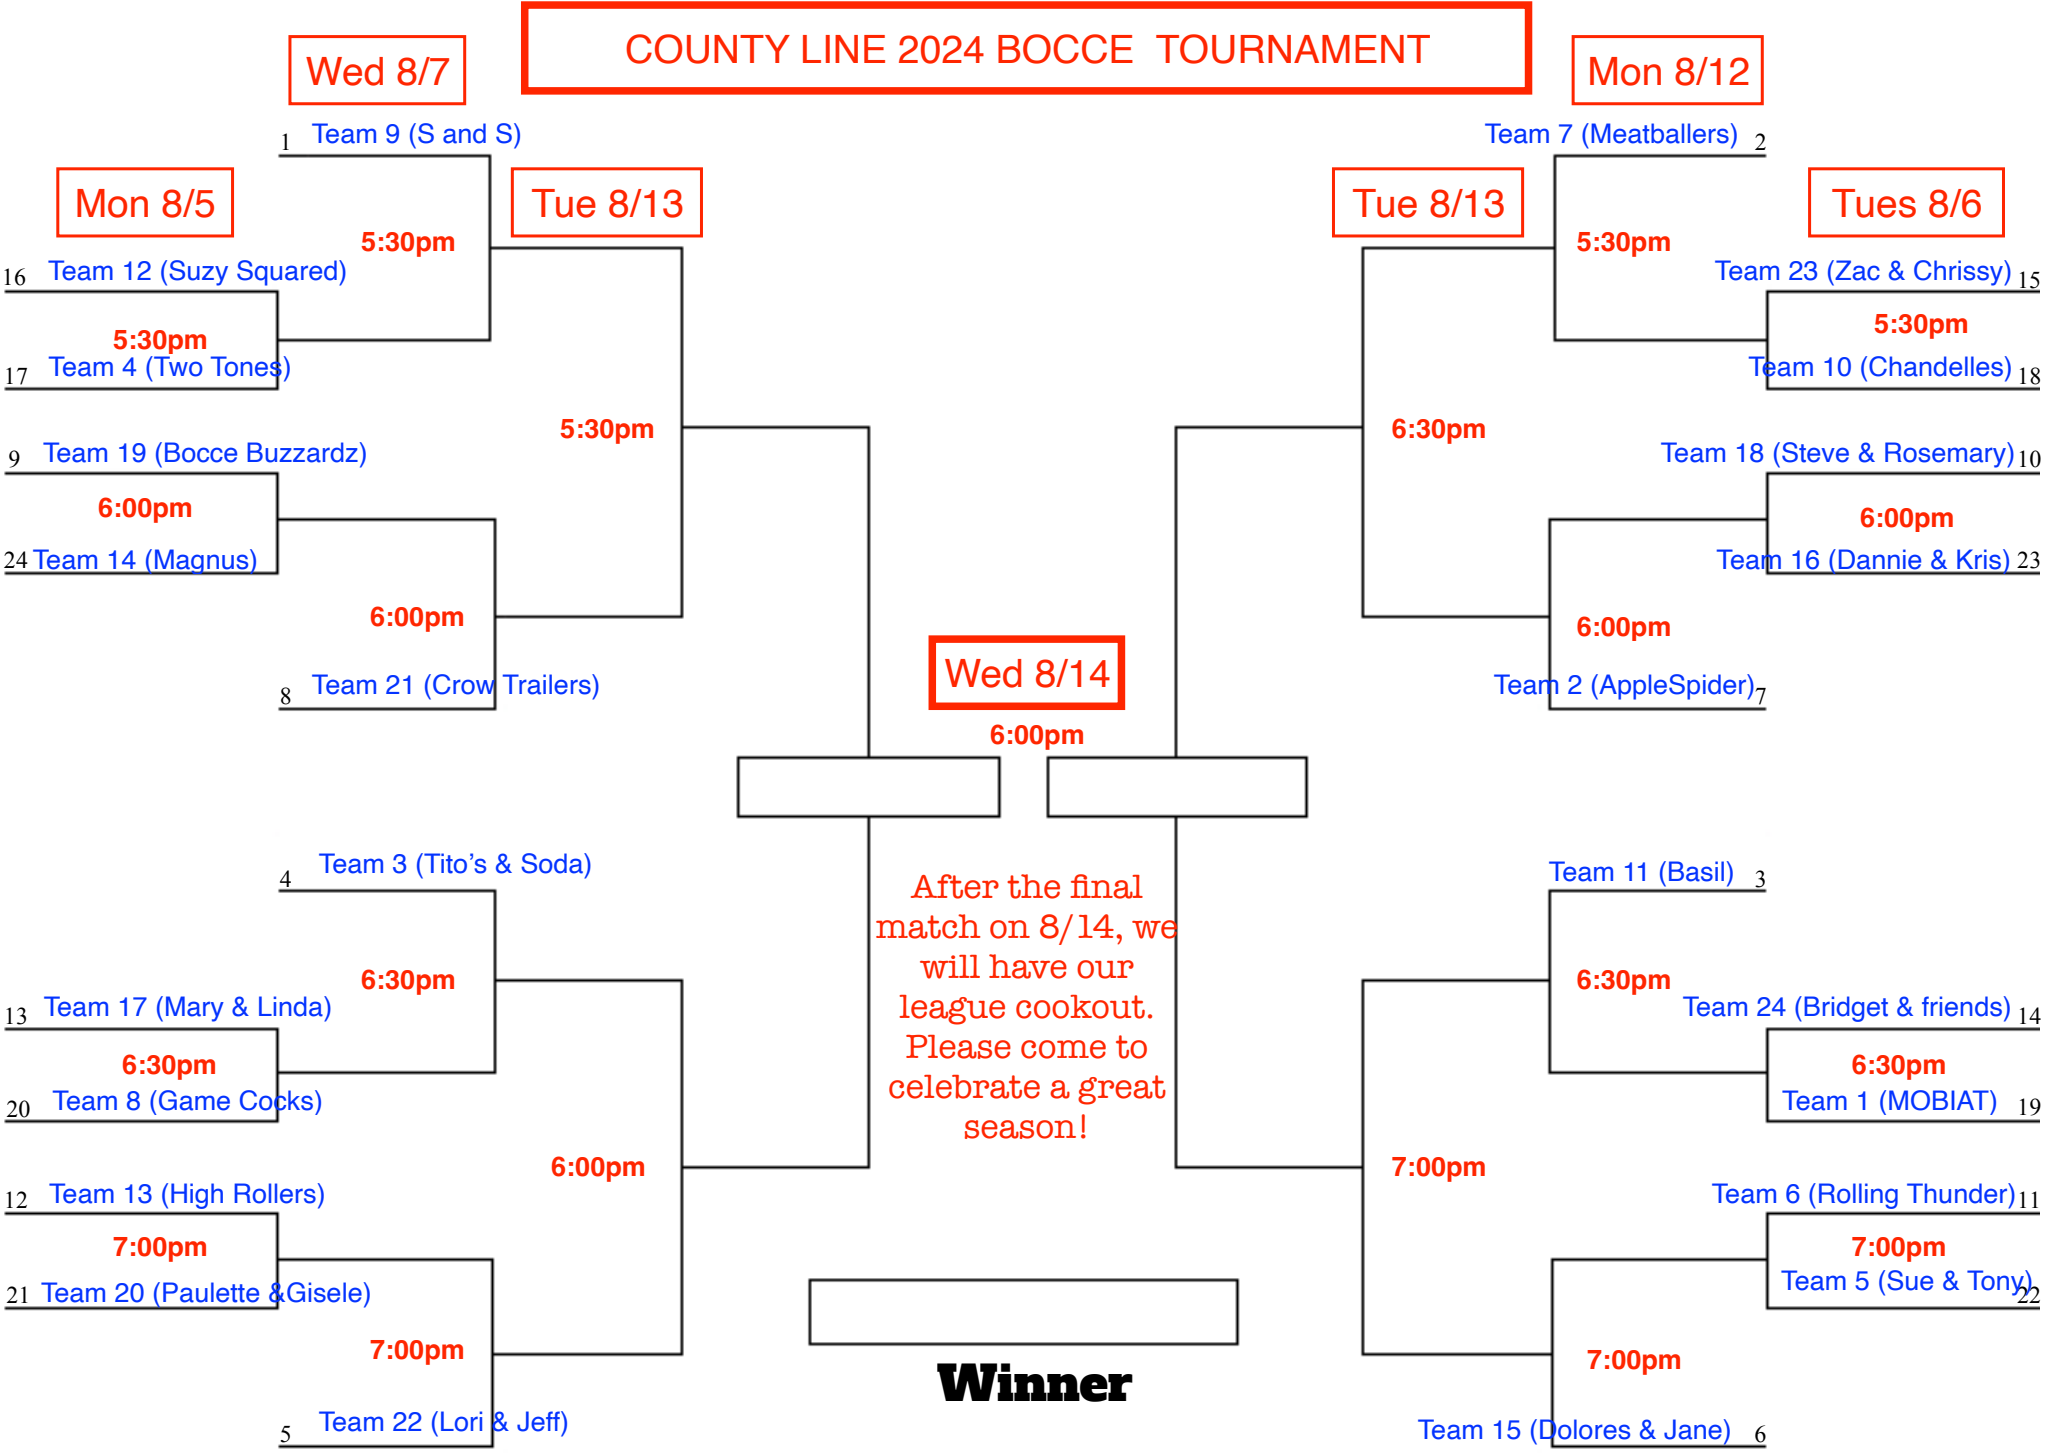 COUNTY LINE 2024 BOCCE TOURNAMENT
Wed 8/7
Mon 8/12
1 Team 9 (S and S)
Team 7 (Meatballers) 2
Mon 8/5
Tue 8/13
Tue 8/13
Tues 8/6
5:30pm
5:30pm
16 Team 12 (Suzy Squared)
Team 23 (Zac & Chrissy) 15
5:30pm
5:30pm
17 Team 4 (Two Tones)
Team 10 (Chandelles) 18
5:30pm
6:30pm
9 Team 19 (Bocce Buzzardz)
Team 18 (Steve & Rosemary) 10
6:00pm
6:00pm
24 Team 14 (Magnus)
Team 16 (Dannie & Kris) 23
6:00pm
6:00pm
8 Team 21 (Crow Trailers)
Team 2 (AppleSpider) 7
Wed 8/14
6:00pm
4 Team 3 (Tito's & Soda)
Team 11 (Basil) 3
After the final
match on 8/14, we
will have our
league cookout.
Please come to
celebrate a great
season!
6:30pm
6:30pm
13 Team 17 (Mary & Linda)
Team 24 (Bridget & friends) 14
6:30pm
6:30pm
20 Team 8 (Game Cocks)
Team 1 (MOBIAT) 19
6:00pm
7:00pm
12 Team 13 (High Rollers)
Team 6 (Rolling Thunder) 11
7:00pm
7:00pm
21 Team 20 (Paulette &Gisele)
Team 5 (Sue & Tony) 22
7:00pm
7:00pm
Winner
5 Team 22 (Lori & Jeff)
Team 15 (Dolores & Jane) 6